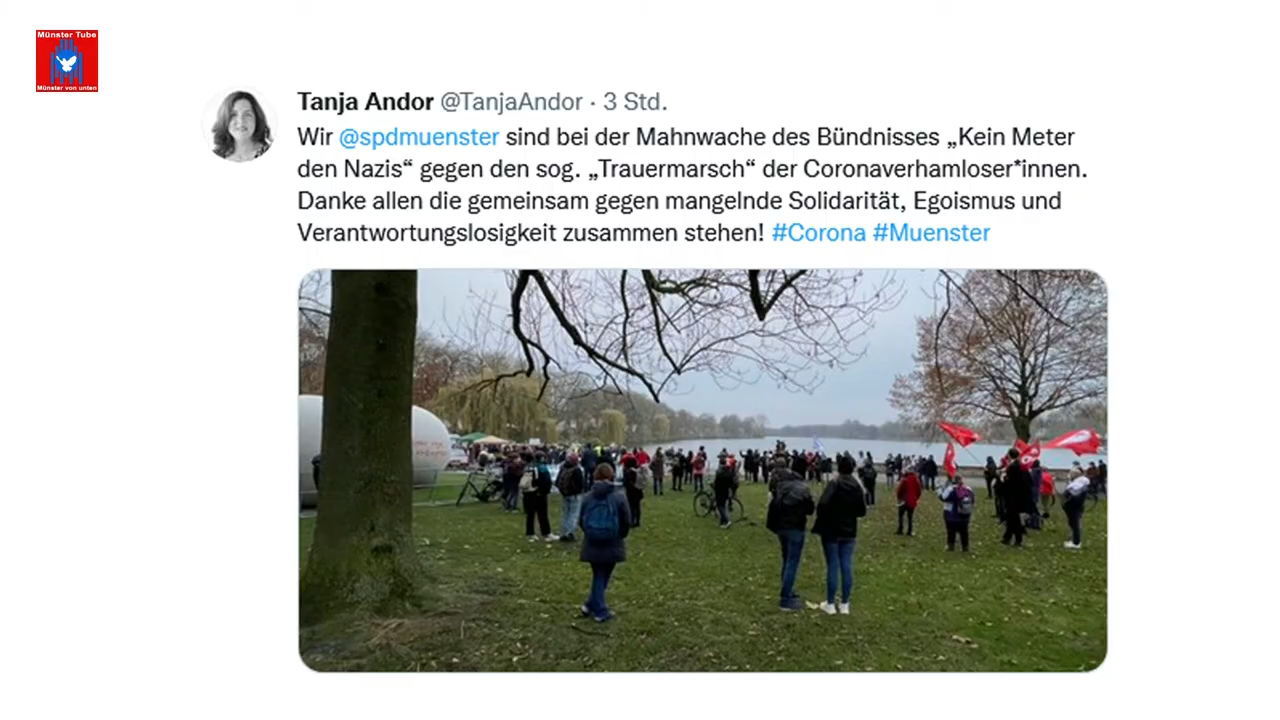 Münster Tube
Münster von unten
Tanja Andor @TanjaAndor · 3 Std.
Wir @spdmuenster sind bei der Mahnwache des Bündnisses „Kein Meter
den Nazis“ gegen den sog. „Trauermarsch“ der Coronaverhamloser*innen.
Danke allen die gemeinsam gegen mangelnde Solidarität, Egoismus und
Verantwortungslosigkeit zusammen stehen! #Corona #Muenster